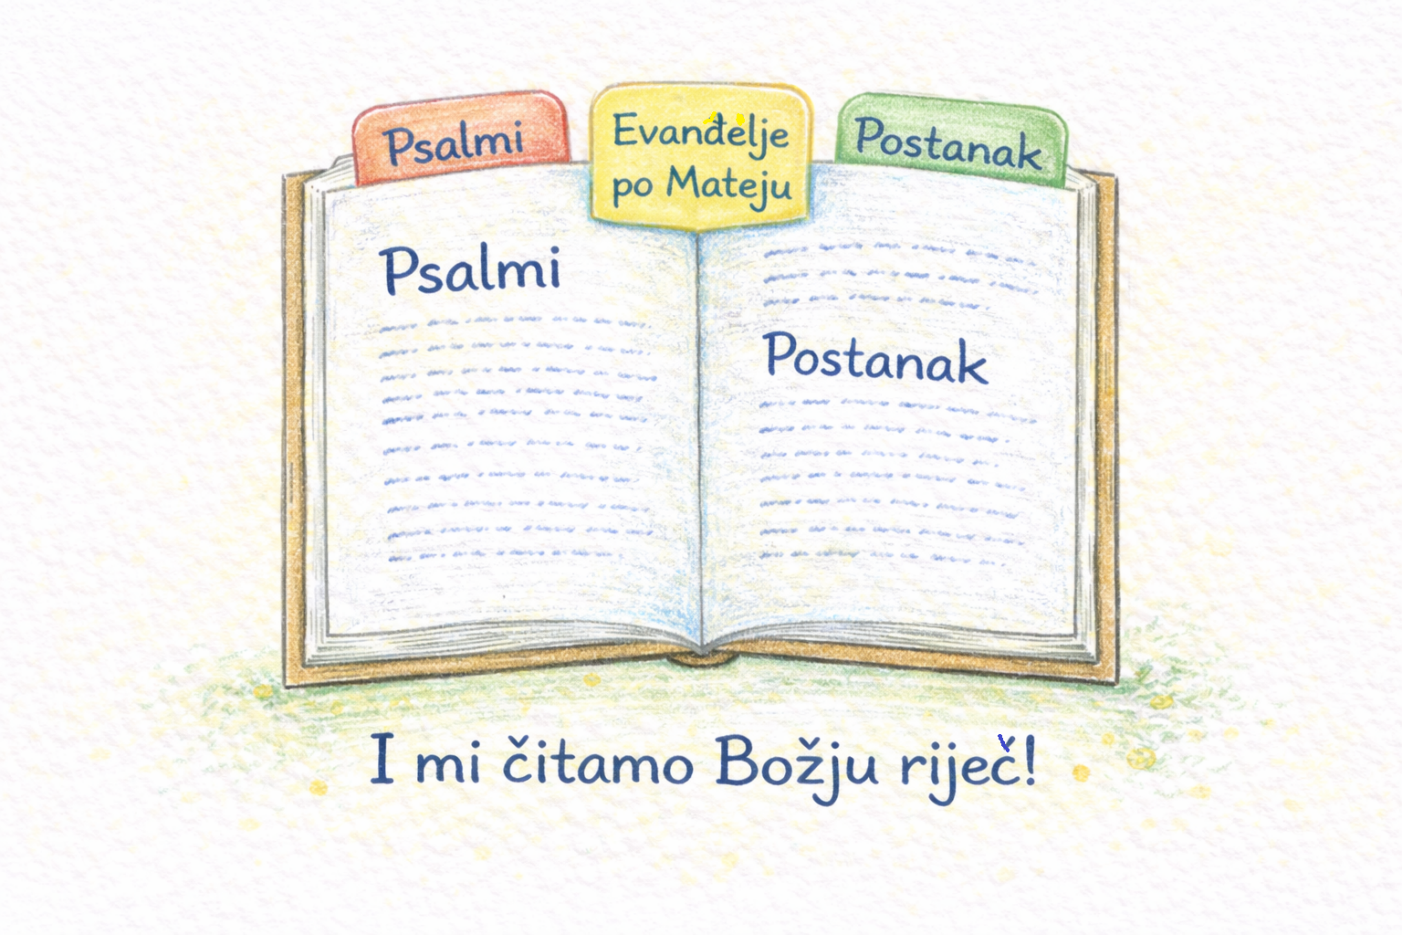 Psalmi
Evanđelje
po Mateju
Postanak
Psalmi
Postanak
I mi čitamo Božju riječ!